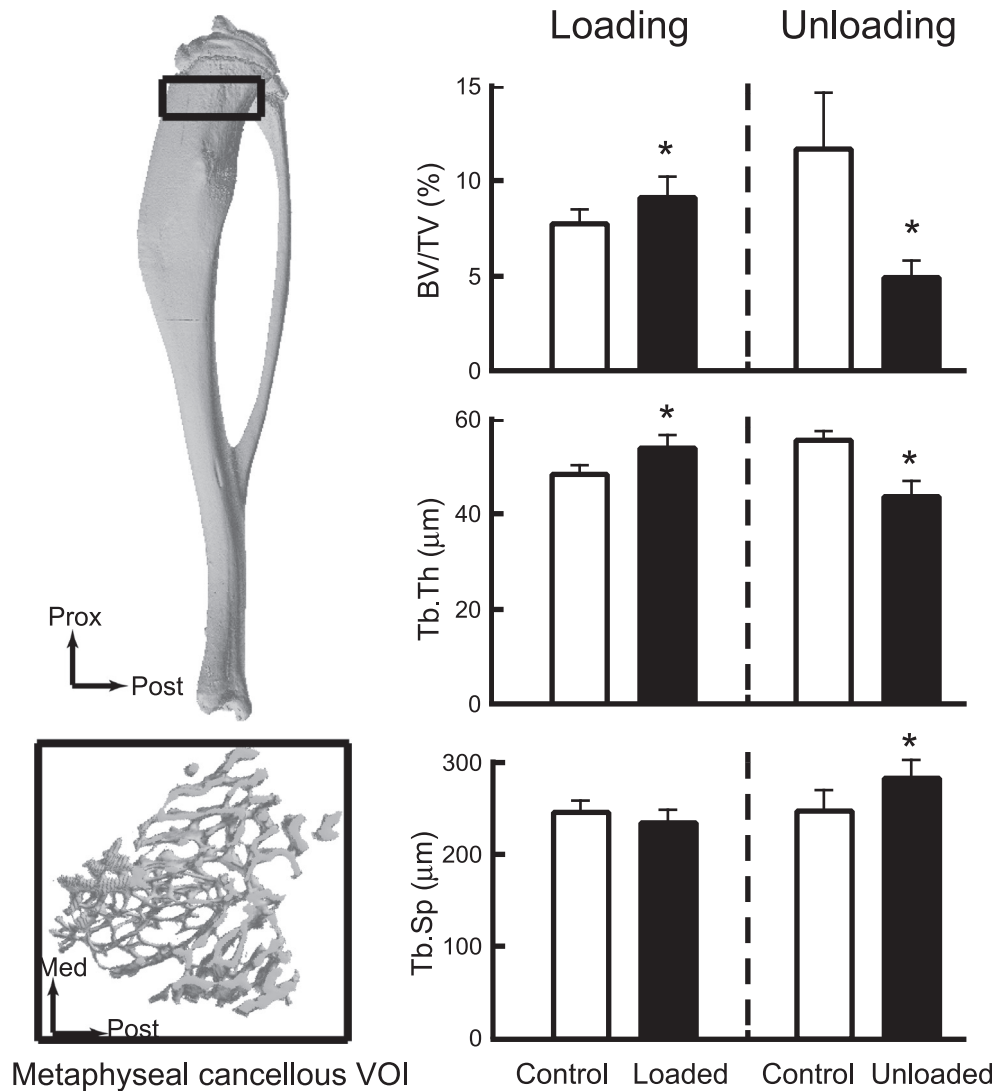 Loading
Unloading
15
10
5
0
BV/TV (%)
*
*
60
40
20
0
Tb.Th (μm)
*
*
300
200
100
0
Tb.Sp (μm)
*
Control
Loaded
Control
Unloaded
Prox
Post
Med
Post
Metaphyseal cancellous VOI